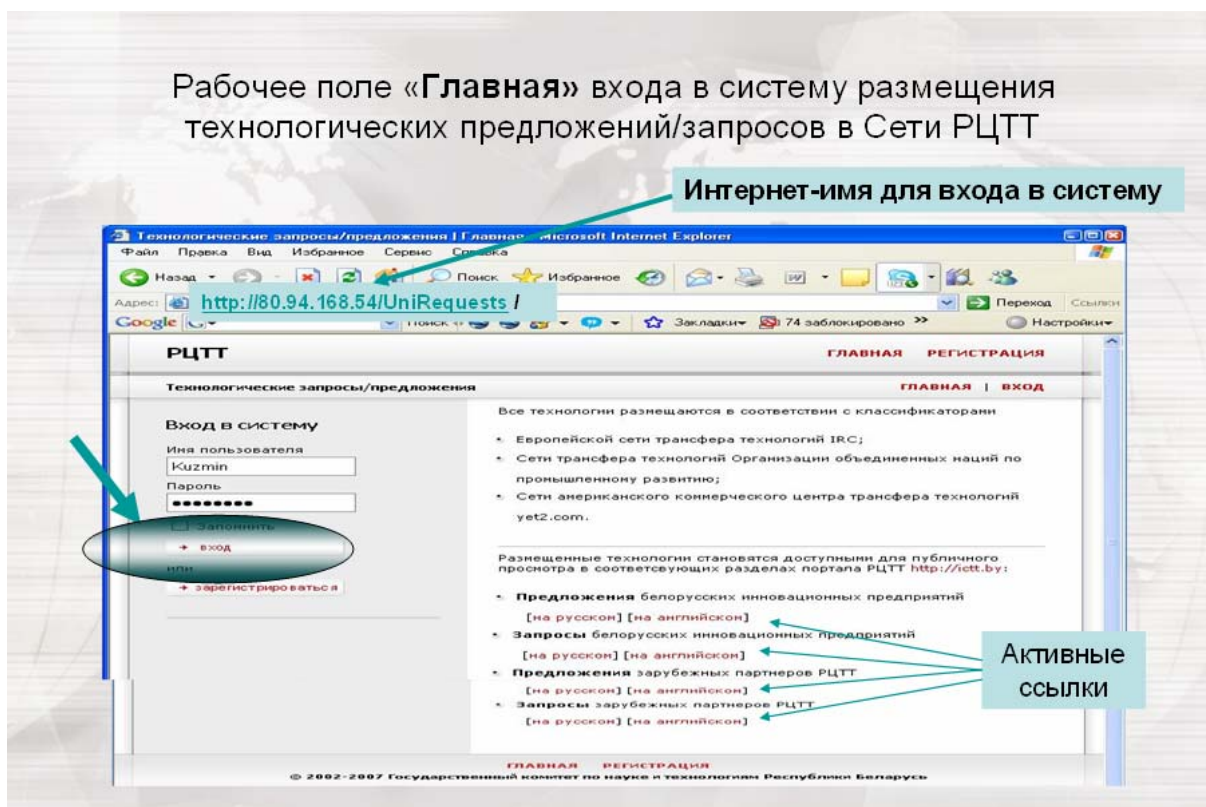 Рабочее поле «Главная» входа в систему размещения
технологических предложений/запросов в Сети РЦТТ
Интернет-имя для входа в систему
Технологические запросы/предложения | Главная - Microsoft Internet Explorer
Файл Правка Вид Избранное Сервис Справка
Назад Поиск Избранное
Адрес: http://80.94.168.54/UniRequests / Переход Ссылки
Google Поиск Закладки 74 заблокировано Настройки
РЦТТ ГЛАВНАЯ РЕГИСТРАЦИЯ
Технологические запросы/предложения ГЛАВНАЯ | ВХОД
Вход в систему
Имя пользователя
Kuzmin
Пароль
Запомнить
вход
или
зарегистрироваться
Все технологии размещаются в соответствии с классификаторами
Европейской сети трансфера технологий IRC;
Сети трансфера технологий Организации объединенных наций по
промышленному развитию;
Сети американского коммерческого центра трансфера технологий
yet2.com.
Размещенные технологии становятся доступными для публичного
просмотра в соответсвующих разделах портала РЦТТ http://ictt.by:
Предложения белорусских инновационных предприятий
[на русском] [на английском]
Запросы белорусских инновационных предприятий
[на русском] [на английском]
Предложения зарубежных партнеров РЦТТ
[на русском] [на английском]
Запросы зарубежных партнеров РЦТТ
[на русском] [на английском]
Активные
ссылки
ГЛАВНАЯ РЕГИСТРАЦИЯ
© 2002-2007 Государственный комитет по науке и технологиям Республики Беларусь